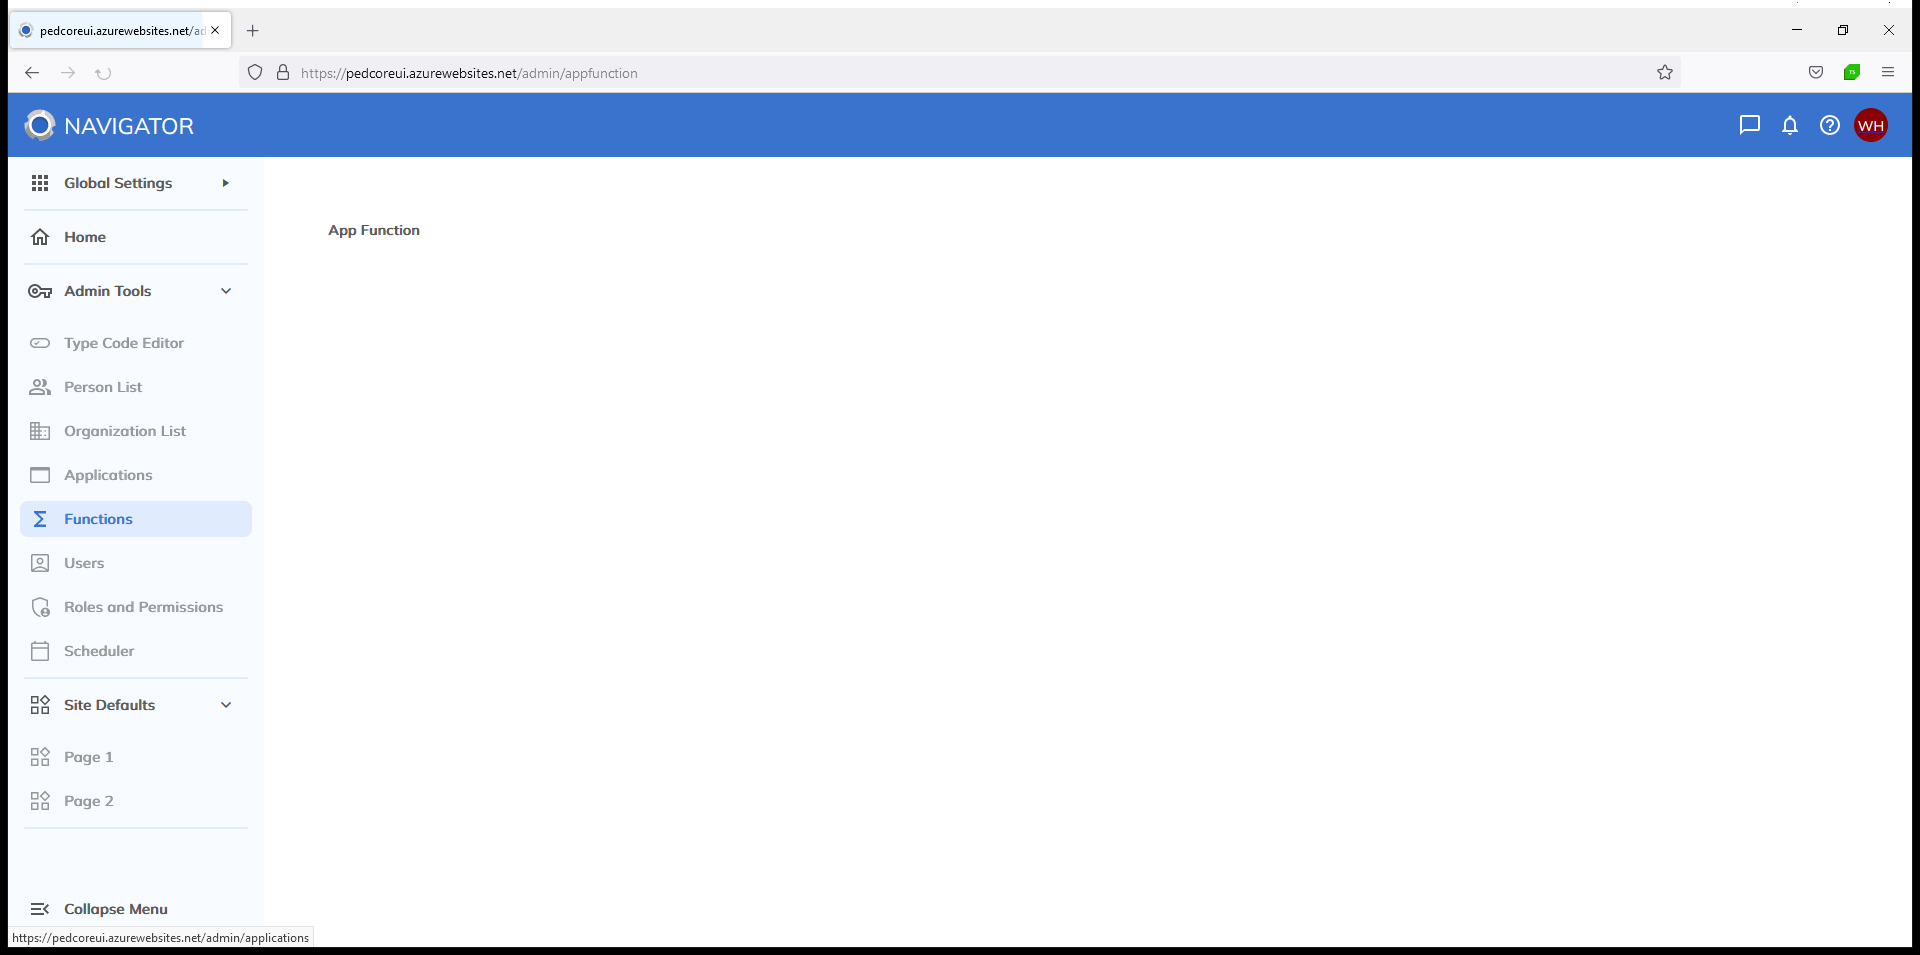 pedcoreui.azurewebsites.net/ad
https://pedcoreui.azurewebsites.net/admin/appfunction
TS
NAVIGATOR
WH
Global Settings
App Function
Home
Admin Tools
Type Code Editor
Person List
Organization List
Applications
Functions
Users
Roles and Permissions
Scheduler
Site Defaults
Page 1
Page 2
Collapse Menu
https://pedcoreui.azurewebsites.net/admin/applications